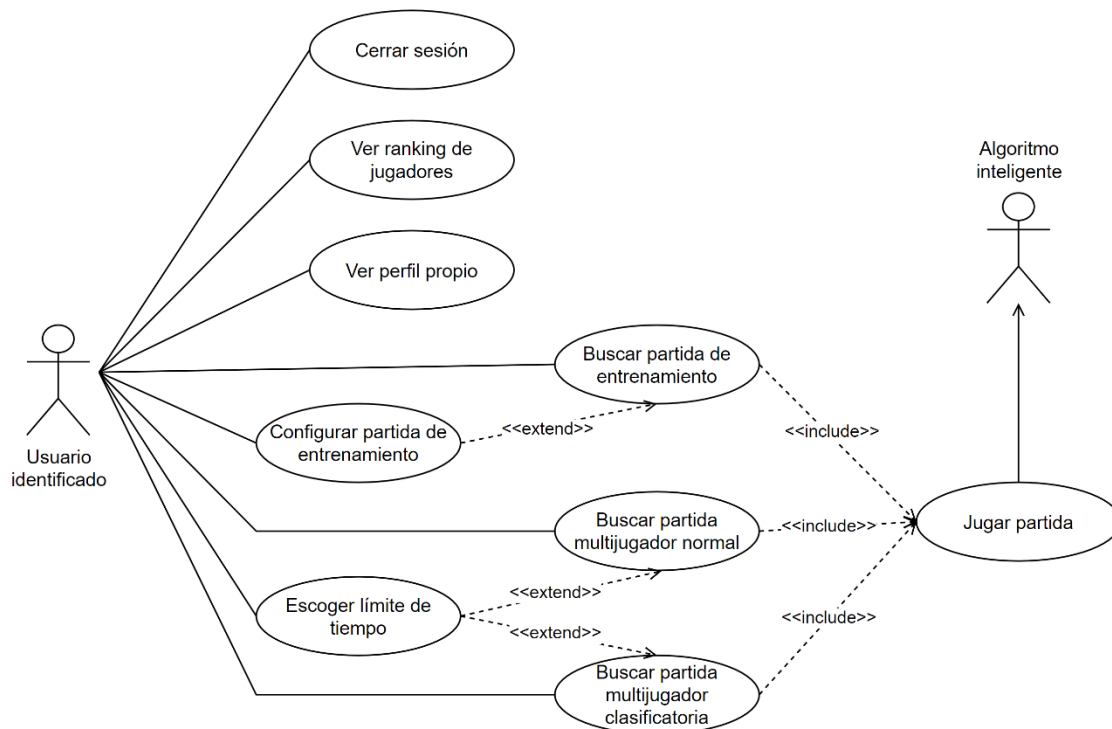 Cerrar sesión
Ver ranking de
jugadores
Algoritmo
inteligente
Ver perfil propio
Buscar partida de
entrenamiento
<<extend>>
Configurar partida de
entrenamiento
<<include>>
Usuario
identificado
Buscar partida
multijugador normal
<<include>>
Jugar partida
<<extend>>
Escoger límite de
tiempo
<<extend>>
<<include>>
Buscar partida
multijugador
clasificatoria